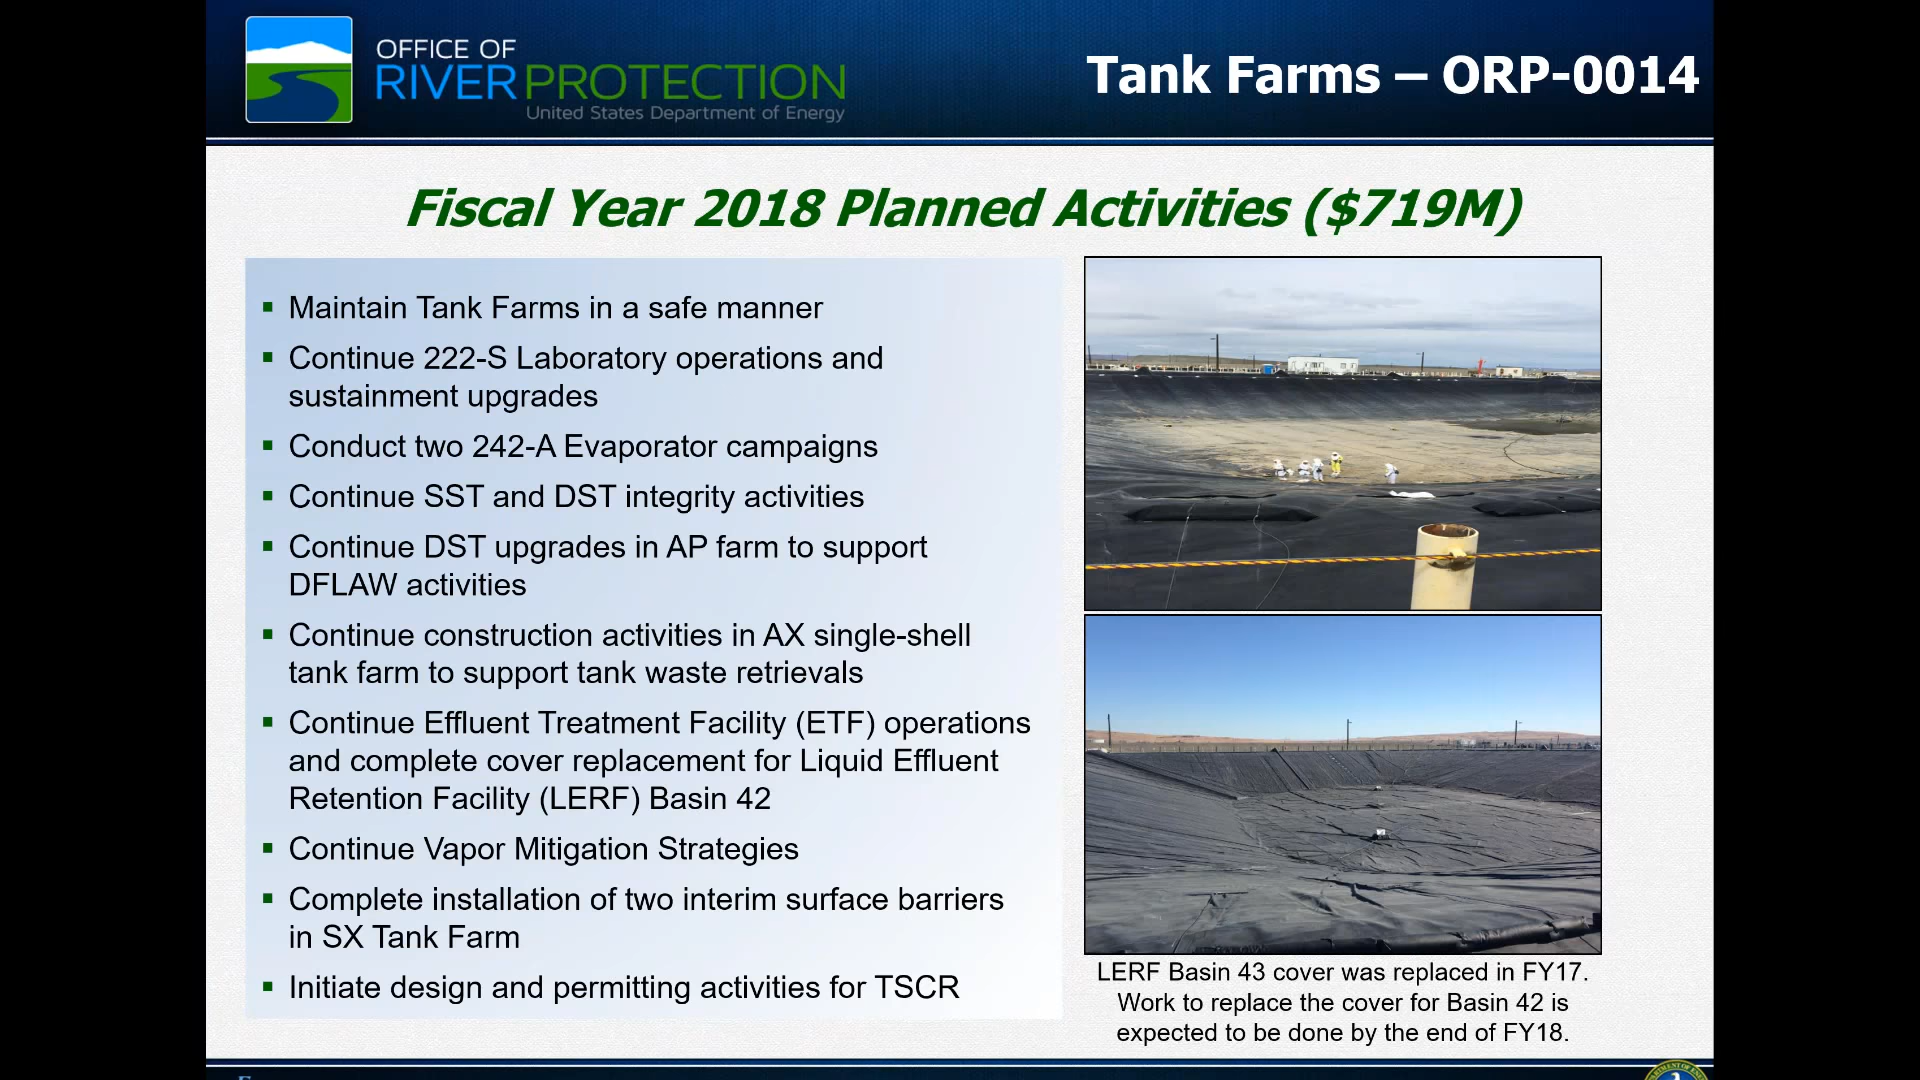 OFFICE OF
RIVER PROTECTION
United States Department of Energy
Tank Farms – ORP-0014
Fiscal Year 2018 Planned Activities ($719M)
▪ Maintain Tank Farms in a safe manner
▪ Continue 222-S Laboratory operations and
sustainment upgrades
▪ Conduct two 242-A Evaporator campaigns
▪ Continue SST and DST integrity activities
▪ Continue DST upgrades in AP farm to support
DFLAW activities
▪ Continue construction activities in AX single-shell
tank farm to support tank waste retrievals
▪ Continue Effluent Treatment Facility (ETF) operations
and complete cover replacement for Liquid Effluent
Retention Facility (LERF) Basin 42
▪ Continue Vapor Mitigation Strategies
▪ Complete installation of two interim surface barriers
in SX Tank Farm
▪ Initiate design and permitting activities for TSCR
LERF Basin 43 cover was replaced in FY17.
Work to replace the cover for Basin 42 is
expected to be done by the end of FY18.